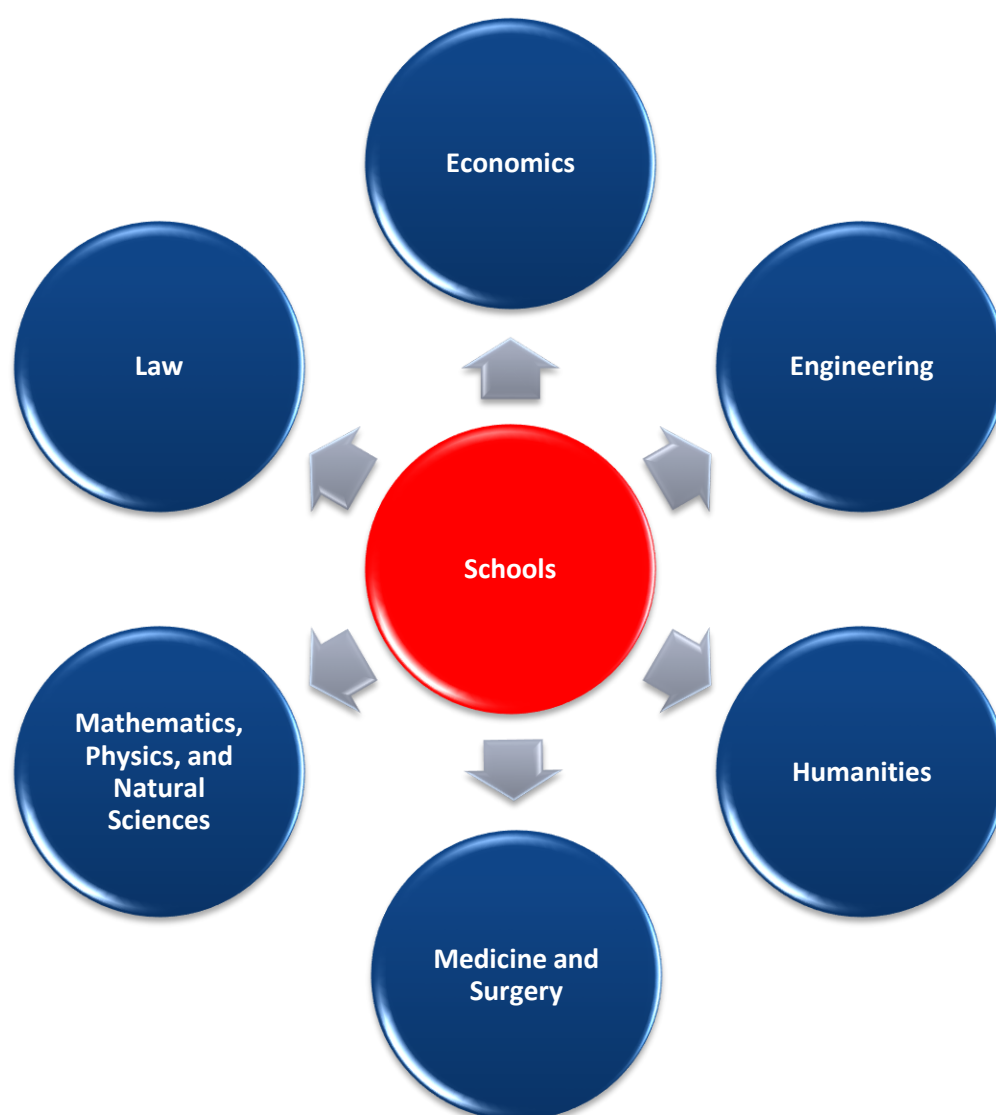 Economics
Law
Engineering
Schools
Mathematics,
Physics, and
Natural
Sciences
Humanities
Medicine and
Surgery